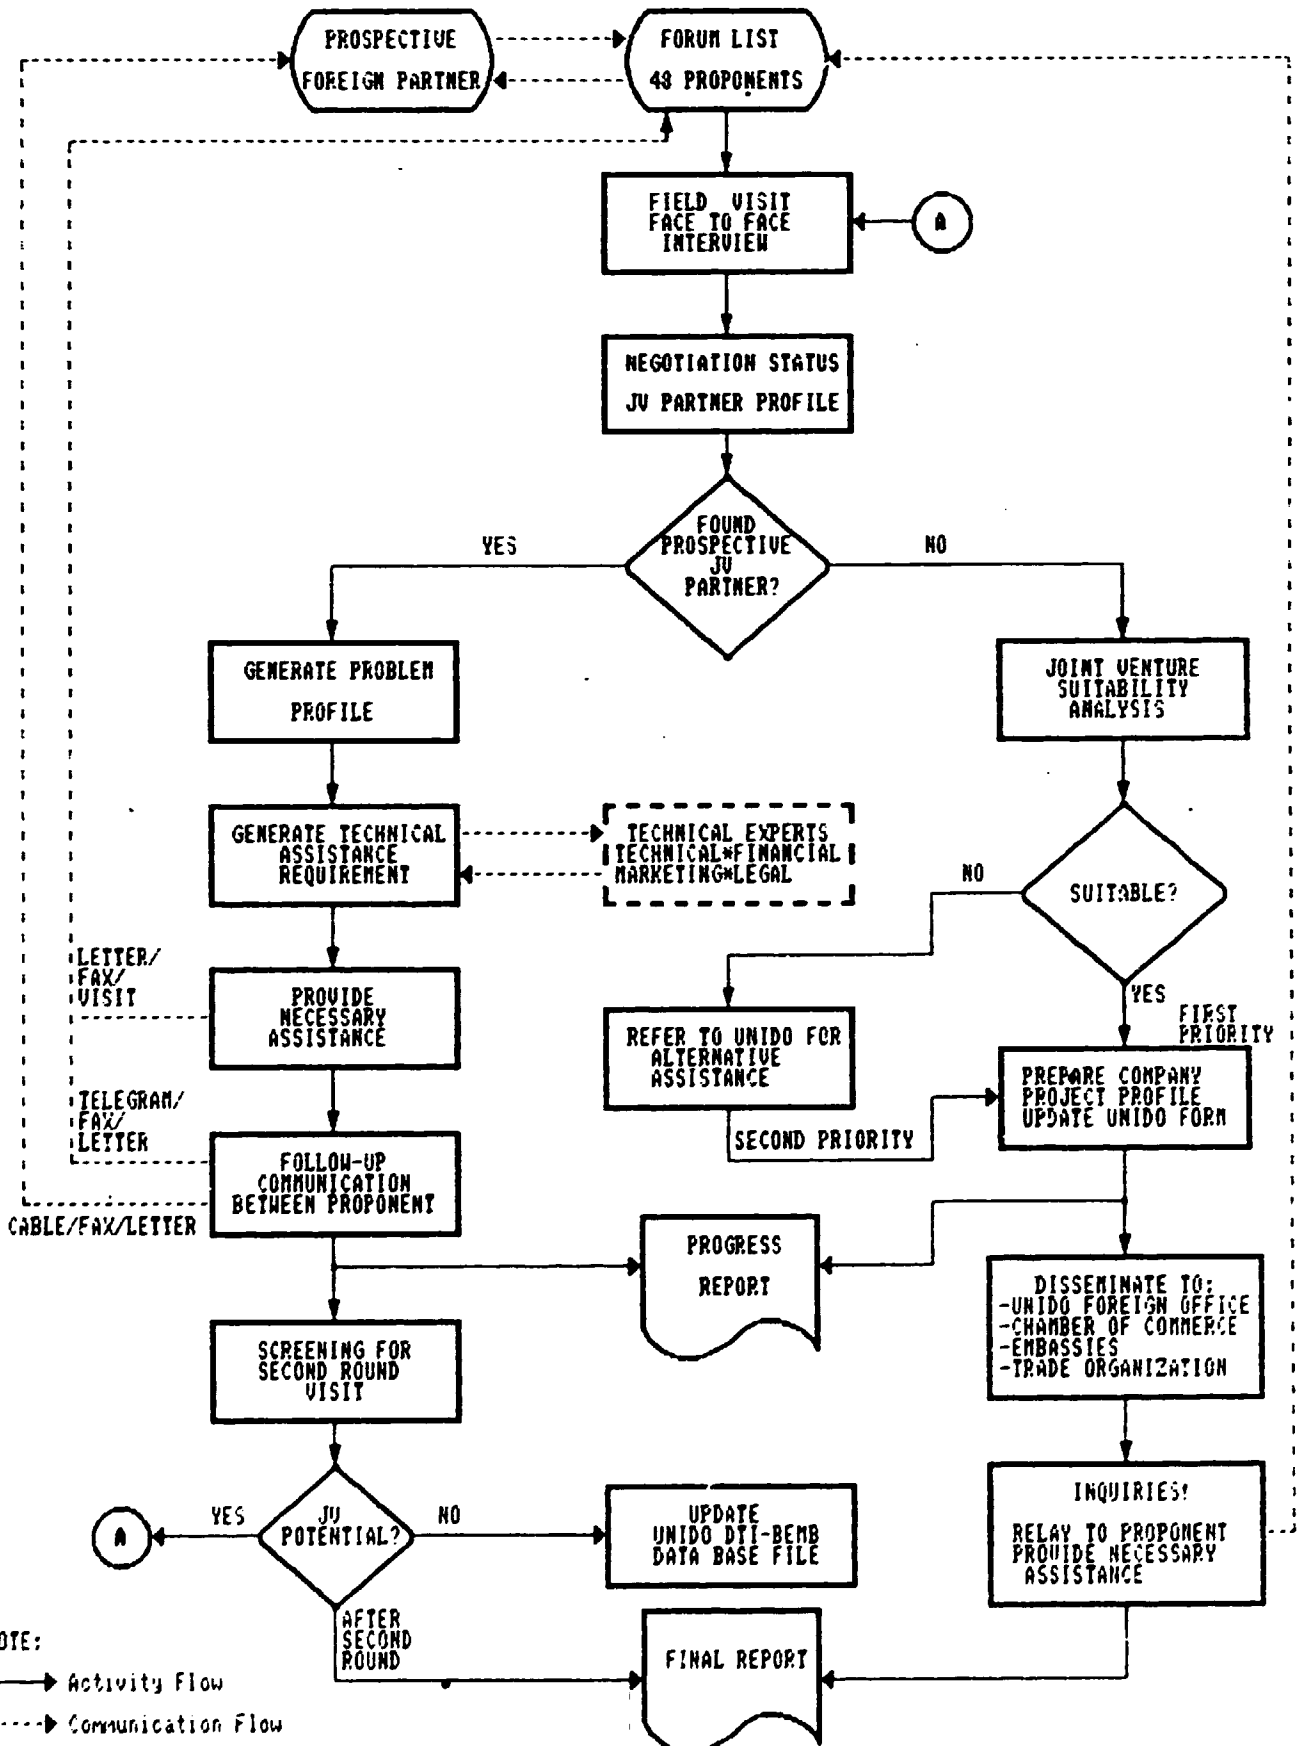 PROSPECTIVE
FOREIGN PARTNER
FORUM LIST
48 PROPONENTS
FIELD VISIT
FACE TO FACE
INTERVIEW
A
NEGOTIATION STATUS
JV PARTNER PROFILE
FOUND
PROSPECTIVE
JV
PARTNER?
YES
NO
GENERATE PROBLEM
PROFILE
JOINT VENTURE
SUITABILITY
ANALYSIS
GENERATE TECHNICAL
ASSISTANCE
REQUIREMENT
TECHNICAL EXPERTS
TECHNICAL*FINANCIAL
MARKETING*LEGAL
NO
SUITABLE?
YES
FIRST
PRIORITY
LETTER/
FAX/
VISIT
PROVIDE
NECESSARY
ASSISTANCE
REFER TO UNIDO FOR
ALTERNATIVE
ASSISTANCE
PREPARE COMPANY
PROJECT PROFILE
UPDATE UNIDO FORM
SECOND PRIORITY
TELEGRAM/
FAX/
LETTER
FOLLOW-UP
COMMUNICATION
BETWEEN PROPONENT
CABLE/FAX/LETTER
PROGRESS
REPORT
DISSEMINATE TO:
-UNIDO FOREIGN OFFICE
-CHAMBER OF COMMERCE
-EMBASSIES
-TRADE ORGANIZATION
SCREENING FOR
SECOND ROUND
VISIT
A
YES
JV
POTENTIAL?
NO
UPDATE
UNIDO DTI-BEMB
DATA BASE FILE
INQUIRIES!
RELAY TO PROPONENT
PROVIDE NECESSARY
ASSISTANCE
AFTER
SECOND
ROUND
FINAL REPORT
OTE:
Activity Flow
Communication Flow